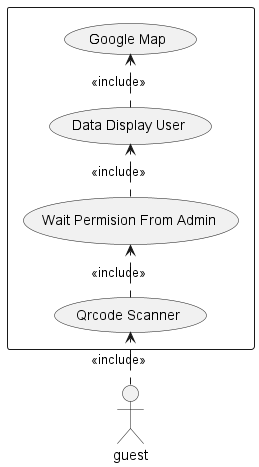 Google Map
«include»
Data Display User
«include»
Wait Permision From Admin
«include»
Qrcode Scanner
«include»
guest